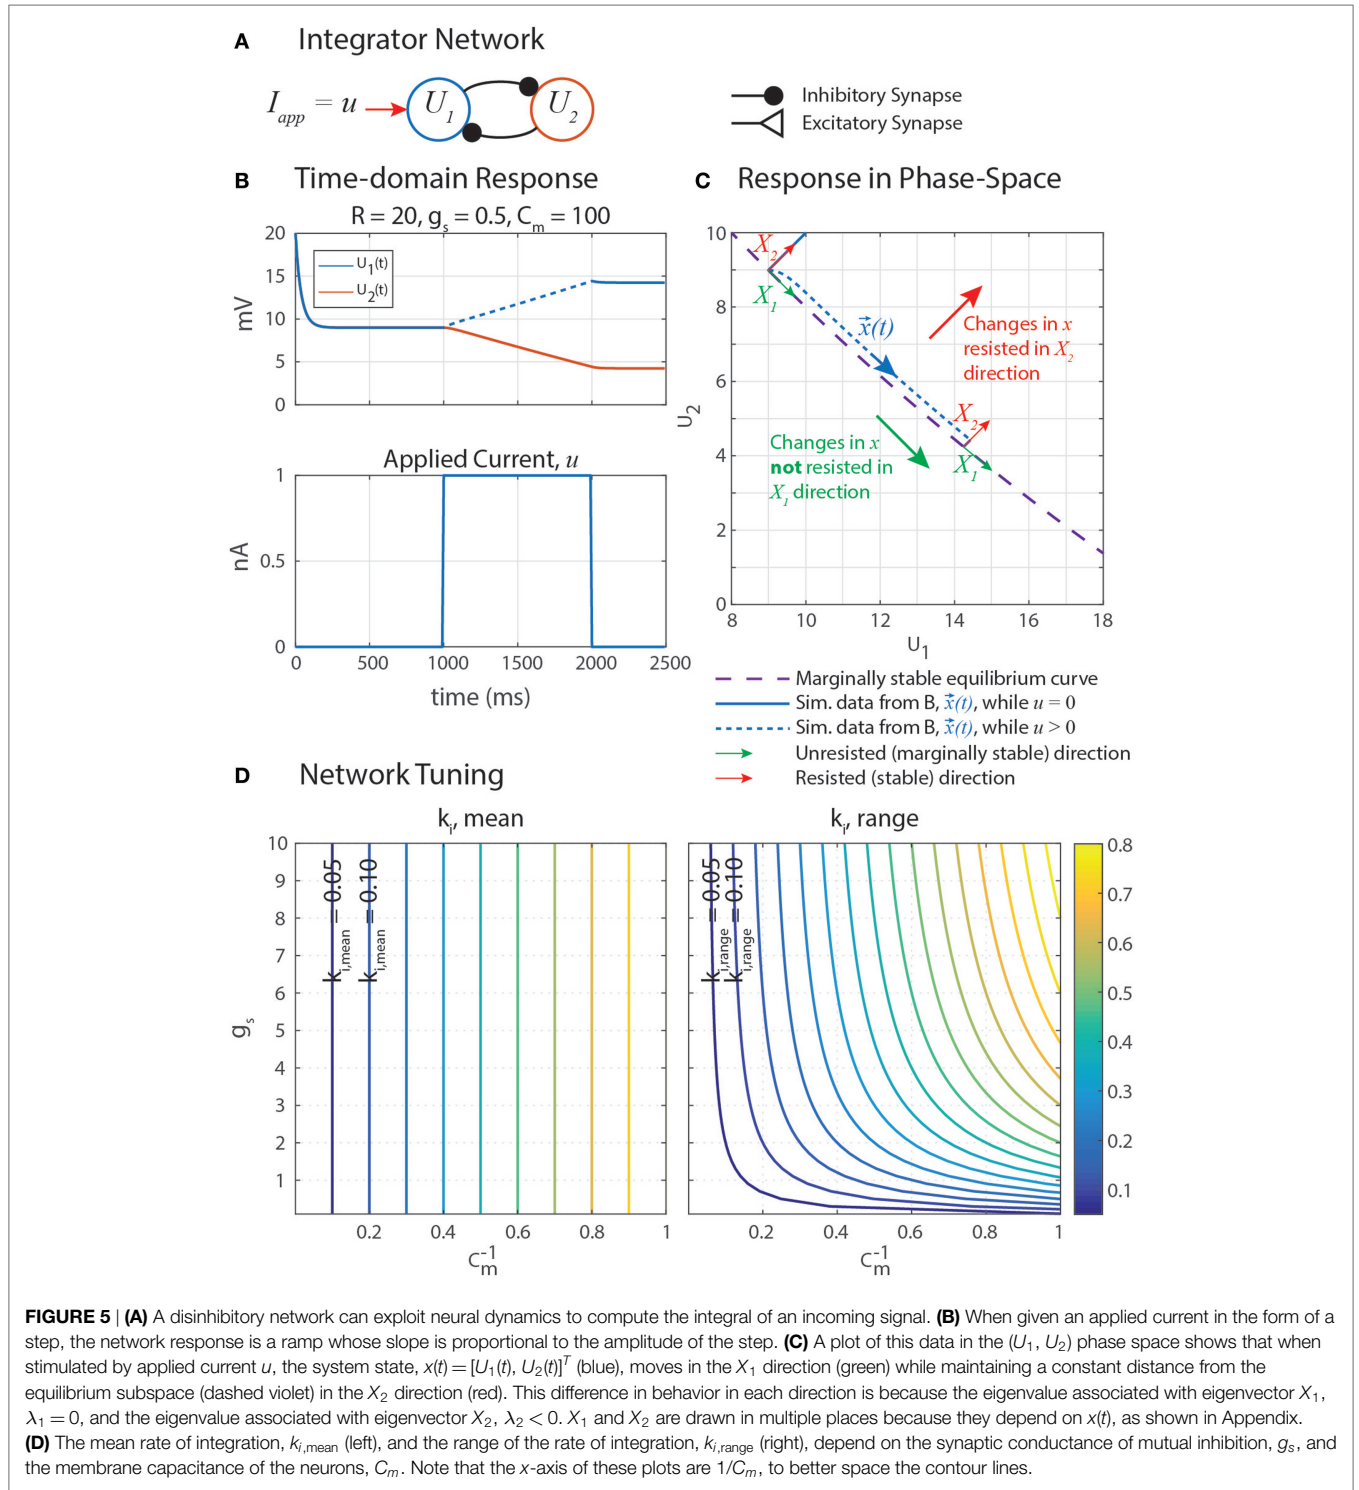 A Integrator Network
I_app = u
U_1
U_2
Inhibitory Synapse
Excitatory Synapse
B Time-domain Response
R = 20, g_s = 0.5, C_m = 100
20
15
10
5
0
mV
U_1(t)
U_2(t)
Applied Current, u
1
0.5
0
nA
0 500 1000 1500 2000 2500
time (ms)
C Response in Phase-Space
10
8
6
4
2
0
U_2
X_2
X_1
x⃗(t)
Changes in x
resisted in X_2
direction
X_2
X_1
Changes in x
not resisted in
X_1 direction
8 10 12 14 16 18
U_1
Marginally stable equilibrium curve
Sim. data from B, x⃗(t), while u = 0
Sim. data from B, x⃗(t), while u > 0
Unresisted (marginally stable) direction
Resisted (stable) direction
D Network Tuning
k_i, mean
10
9
8
7
6
5
4
3
2
1
g_s
k_i,mean = 0.05
k_i,mean = 0.10
0.2 0.4 0.6 0.8 1
C_m^-1
k_i, range
k_i,range = 0.05
k_i,range = 0.10
0.2 0.4 0.6 0.8 1
C_m^-1
0.8
0.7
0.6
0.5
0.4
0.3
0.2
0.1
FIGURE 5 | (A) A disinhibitory network can exploit neural dynamics to compute the integral of an incoming signal. (B) When given an applied current in the form of a
step, the network response is a ramp whose slope is proportional to the amplitude of the step. (C) A plot of this data in the (U_1, U_2) phase space shows that when
stimulated by applied current u, the system state, x(t) = [U_1(t), U_2(t)]^T (blue), moves in the X_1 direction (green) while maintaining a constant distance from the
equilibrium subspace (dashed violet) in the X_2 direction (red). This difference in behavior in each direction is because the eigenvalue associated with eigenvector X_1,
λ_1 = 0, and the eigenvalue associated with eigenvector X_2, λ_2 < 0. X_1 and X_2 are drawn in multiple places because they depend on x(t), as shown in Appendix.
(D) The mean rate of integration, k_i,mean (left), and the range of the rate of integration, k_i,range (right), depend on the synaptic conductance of mutual inhibition, g_s, and
the membrane capacitance of the neurons, C_m. Note that the x-axis of these plots are 1/C_m, to better space the contour lines.